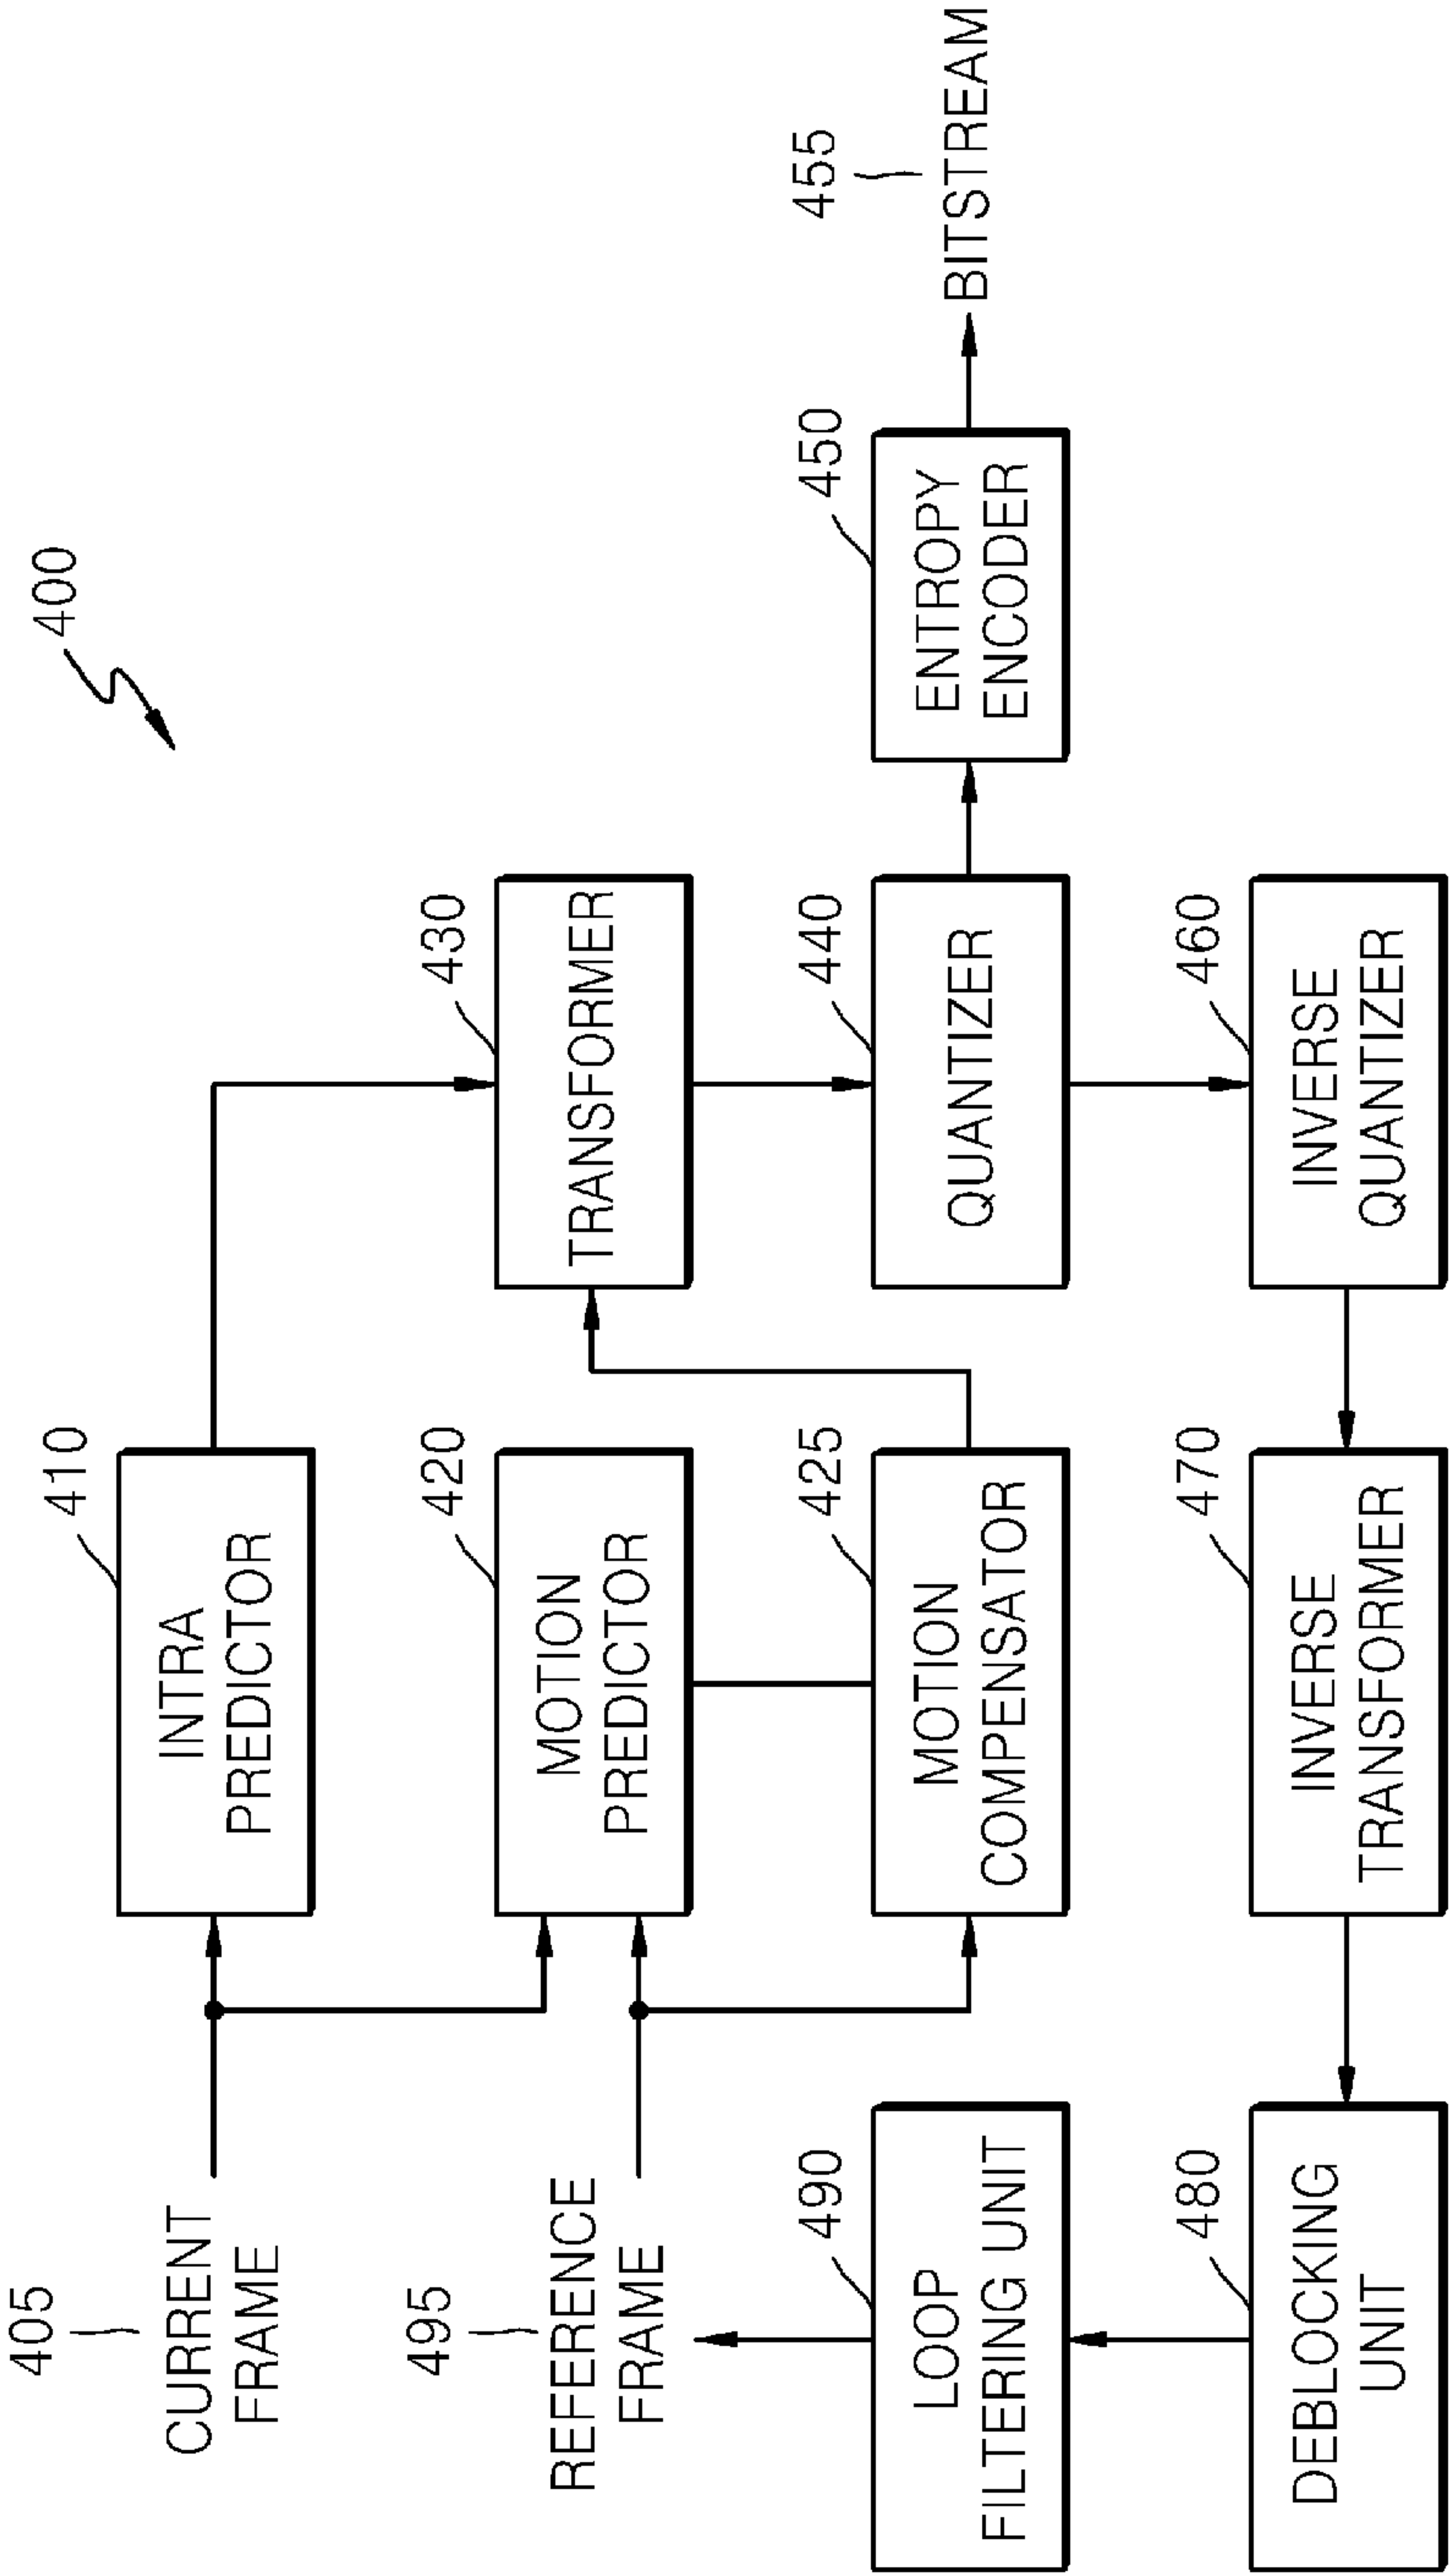 400
405
CURRENT
FRAME
410
INTRA
PREDICTOR
495
REFERENCE
FRAME
420
MOTION
PREDICTOR
430
TRANSFORMER
490
LOOP
FILTERING UNIT
425
MOTION
COMPENSATOR
440
QUANTIZER
450
ENTROPY
ENCODER
455
BITSTREAM
480
DEBLOCKING
UNIT
470
INVERSE
TRANSFORMER
460
INVERSE
QUANTIZER